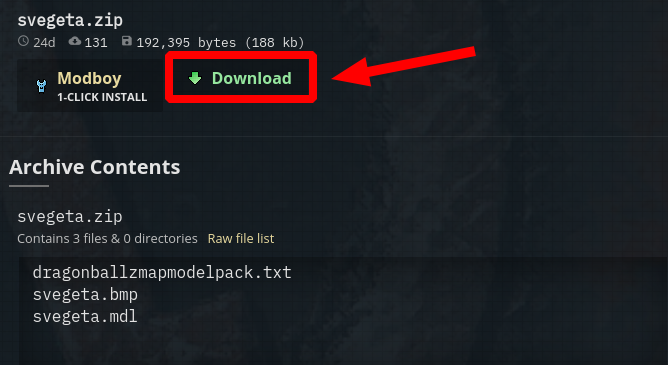 svegeta.zip
24d 131 192,395 bytes (188 kb)
Modboy
1-CLICK INSTALL
Download
Archive Contents
svegeta.zip
Contains 3 files & 0 directories Raw file list
dragonballzmapmodelpack.txt
svegeta.bmp
svegeta.mdl